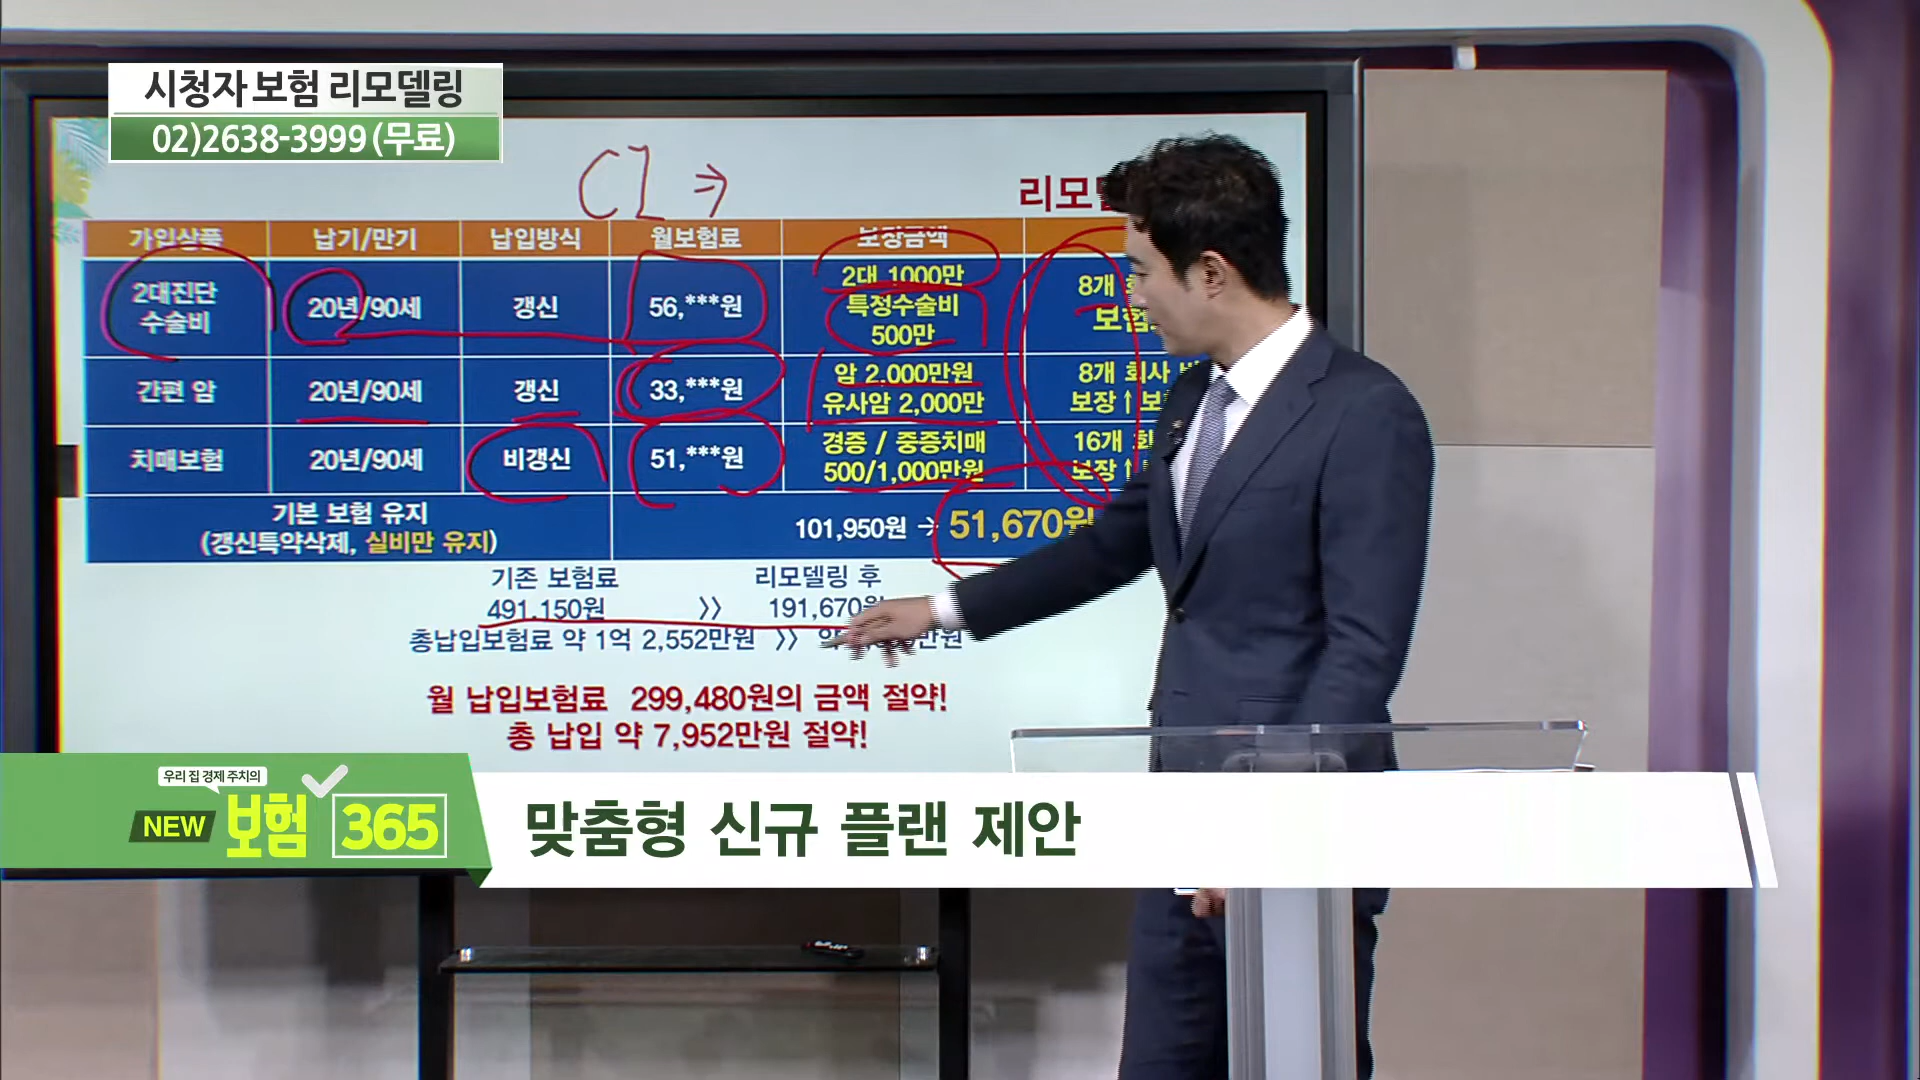 시청자 보험 리모델링
02)2638-3999 (무료)
CI →
리모
가입상품 납기/만기 납입방식 월보험료 보장금액
2대진단
수술비
20년/90세 갱신 56,***원
2대 1000만
특정수술비
500만
8개
간편 암 20년/90세 갱신 33,***원
암 2,000만원
유사암 2,000만
8개 회사
보장↑
치매보험 20년/90세 비갱신 51,***원
경증 / 중증치매
500/1,000만원
16개
보장↑
기본 보험 유지
(갱신특약삭제, 실비만 유지)
101,950원 → 51,670원
기존 보험료 리모델링 후
491,150원 》 191,670원
총납입보험료 약 1억 2,552만원 》 만원
월 납입보험료 299,480원의 금액 절약!
총 납입 약 7,952만원 절약!
우리 집 경제 주치의
NEW 보험 365
맞춤형 신규 플랜 제안